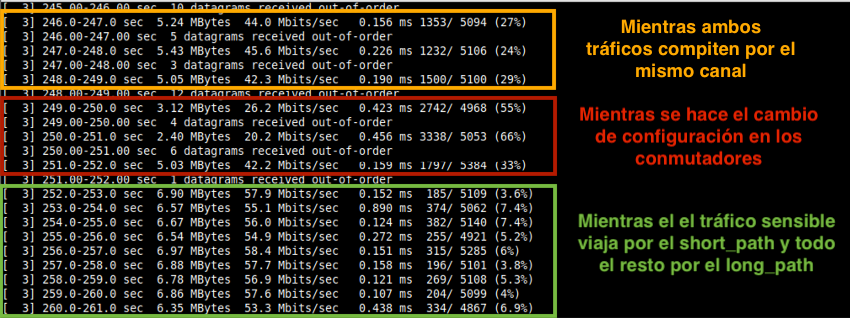 [  3] 245.00-246.00 sec  10 datagrams received out-of-order
[  3] 246.0-247.0 sec  5.24 MBytes  44.0 Mbits/sec   0.156 ms 1353/ 5094 (27%)
[  3] 246.00-247.00 sec  5 datagrams received out-of-order
[  3] 247.0-248.0 sec  5.43 MBytes  45.6 Mbits/sec   0.226 ms 1232/ 5106 (24%)
[  3] 247.00-248.00 sec  3 datagrams received out-of-order
[  3] 248.0-249.0 sec  5.05 MBytes  42.3 Mbits/sec   0.190 ms 1500/ 5100 (29%)
[  3] 248.00-249.00 sec  12 datagrams received out-of-order
[  3] 249.0-250.0 sec  3.12 MBytes  26.2 Mbits/sec   0.423 ms 2742/ 4968 (55%)
[  3] 249.00-250.00 sec  4 datagrams received out-of-order
[  3] 250.0-251.0 sec  2.40 MBytes  20.2 Mbits/sec   0.456 ms 3338/ 5053 (66%)
[  3] 250.00-251.00 sec  6 datagrams received out-of-order
[  3] 251.0-252.0 sec  5.03 MBytes  42.2 Mbits/sec   0.159 ms 1797/ 5384 (33%)
[  3] 251.00-252.00 sec  1 datagrams received out-of-order
[  3] 252.0-253.0 sec  6.90 MBytes  57.9 Mbits/sec   0.152 ms  185/ 5109 (3.6%)
[  3] 253.0-254.0 sec  6.57 MBytes  55.1 Mbits/sec   0.890 ms  374/ 5062 (7.4%)
[  3] 254.0-255.0 sec  6.67 MBytes  56.0 Mbits/sec   0.124 ms  382/ 5140 (7.4%)
[  3] 255.0-256.0 sec  6.54 MBytes  54.9 Mbits/sec   0.272 ms  255/ 4921 (5.2%)
[  3] 256.0-257.0 sec  6.97 MBytes  58.4 Mbits/sec   0.151 ms  315/ 5285 (6%)
[  3] 257.0-258.0 sec  6.88 MBytes  57.7 Mbits/sec   0.158 ms  196/ 5101 (3.8%)
[  3] 258.0-259.0 sec  6.78 MBytes  56.9 Mbits/sec   0.121 ms  269/ 5108 (5.3%)
[  3] 259.0-260.0 sec  6.86 MBytes  57.6 Mbits/sec   0.107 ms  204/ 5099 (4%)
[  3] 260.0-261.0 sec  6.35 MBytes  53.3 Mbits/sec   0.438 ms  334/ 4867 (6.9%)
Mientras ambos
tráficos compiten por el
mismo canal
Mientras se hace el cambio
de configuración en los
conmutadores
Mientras el el tráfico sensible
viaja por el short_path y todo
el resto por el long_path